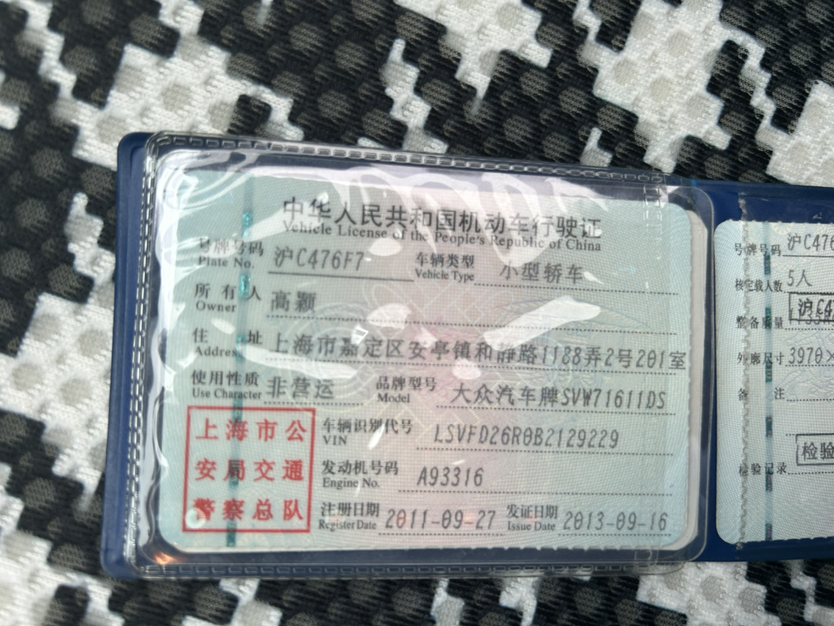 中华人民共和国机动车行驶证
Vehicle License of the People's Republic of China
号牌号码 Plate No. 沪C476F7 车辆类型 Vehicle Type 小型轿车
所有人 Owner 高颖
住址 Address 上海市嘉定区安亭镇和静路1188弄2号201室
使用性质 Use Character 非营运 品牌型号 Model 大众汽车牌SVW71611DS
车辆识别代号 VIN LSVFD26R0B2129229
发动机号码 Engine No. A93316
注册日期 Register Date 2011-09-27 发证日期 Issue Date 2013-09-16
上海市公
安局交通
警察总队
号牌号码 沪C476
核定载人数 5人
整备质量
沪C4
外廓尺寸 3970×
备注
检验
检验记录